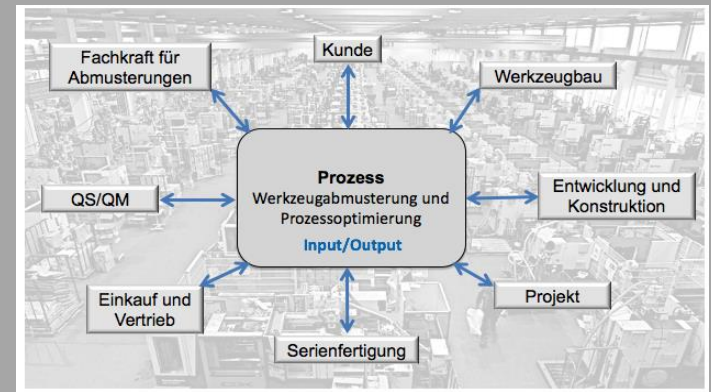 Kunde
Fachkraft für
Abmusterungen
Werkzeugbau
Prozess
Werkzeugabmusterung und
Prozessoptimierung
Input/Output
QS/QM
Entwicklung und
Konstruktion
Einkauf und
Vertrieb
Projekt
Serienfertigung